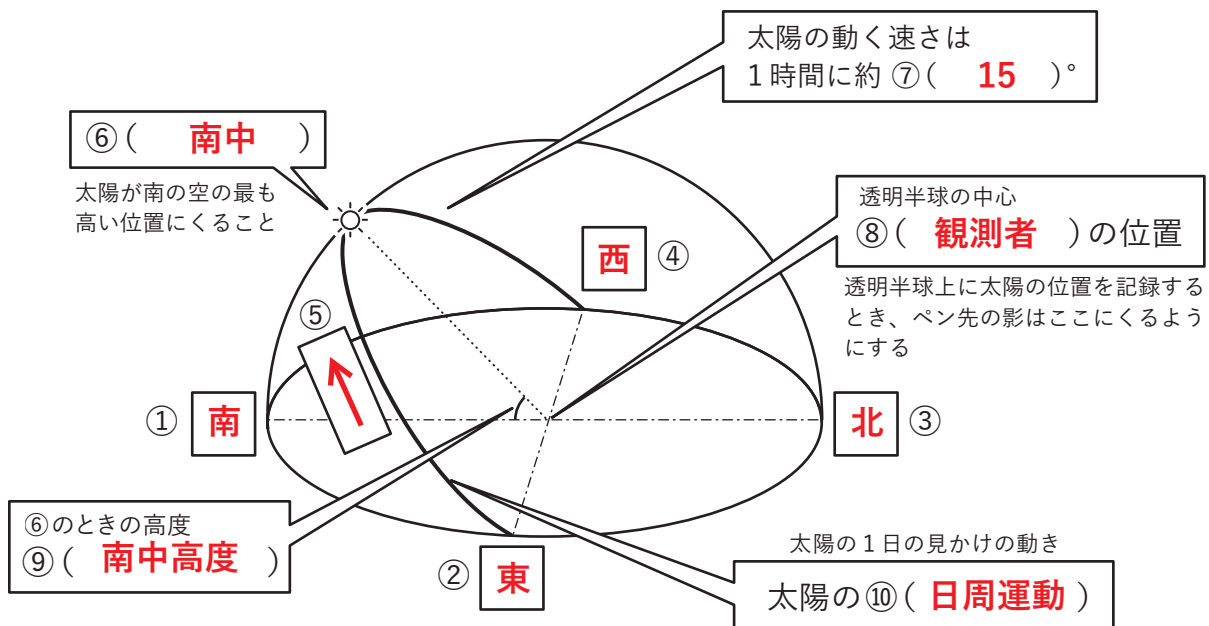 太陽の動く速さは
1時間に約 ⑦( 15 )°
⑥( 南中 )
太陽が南の空の最も
高い位置にくること
透明半球の中心
⑧( 観測者 )の位置
透明半球上に太陽の位置を記録する
とき、ペン先の影はここにくるよう
にする
西 ④
⑤
① 南
北 ③
⑥のときの高度
⑨( 南中高度 )
② 東
太陽の1日の見かけの動き
太陽の⑩( 日周運動 )